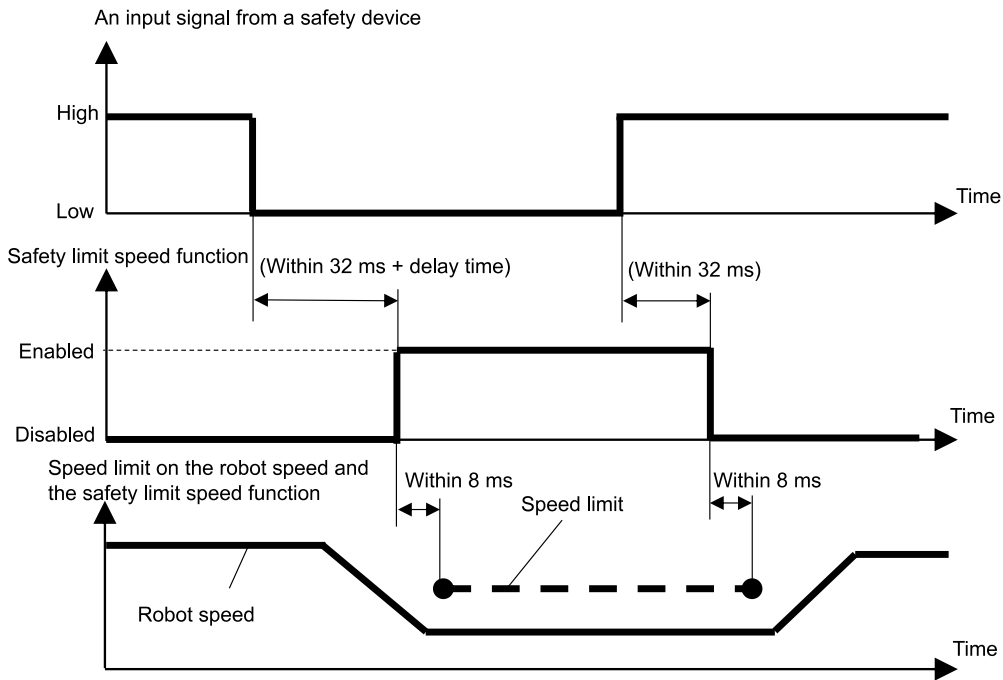 An input signal from a safety device
High
Low
Time
Safety limit speed function
(Within 32 ms + delay time)
(Within 32 ms)
Enabled
Disabled
Time
Speed limit on the robot speed and
the safety limit speed function
Within 8 ms
Within 8 ms
Speed limit
Robot speed
Time